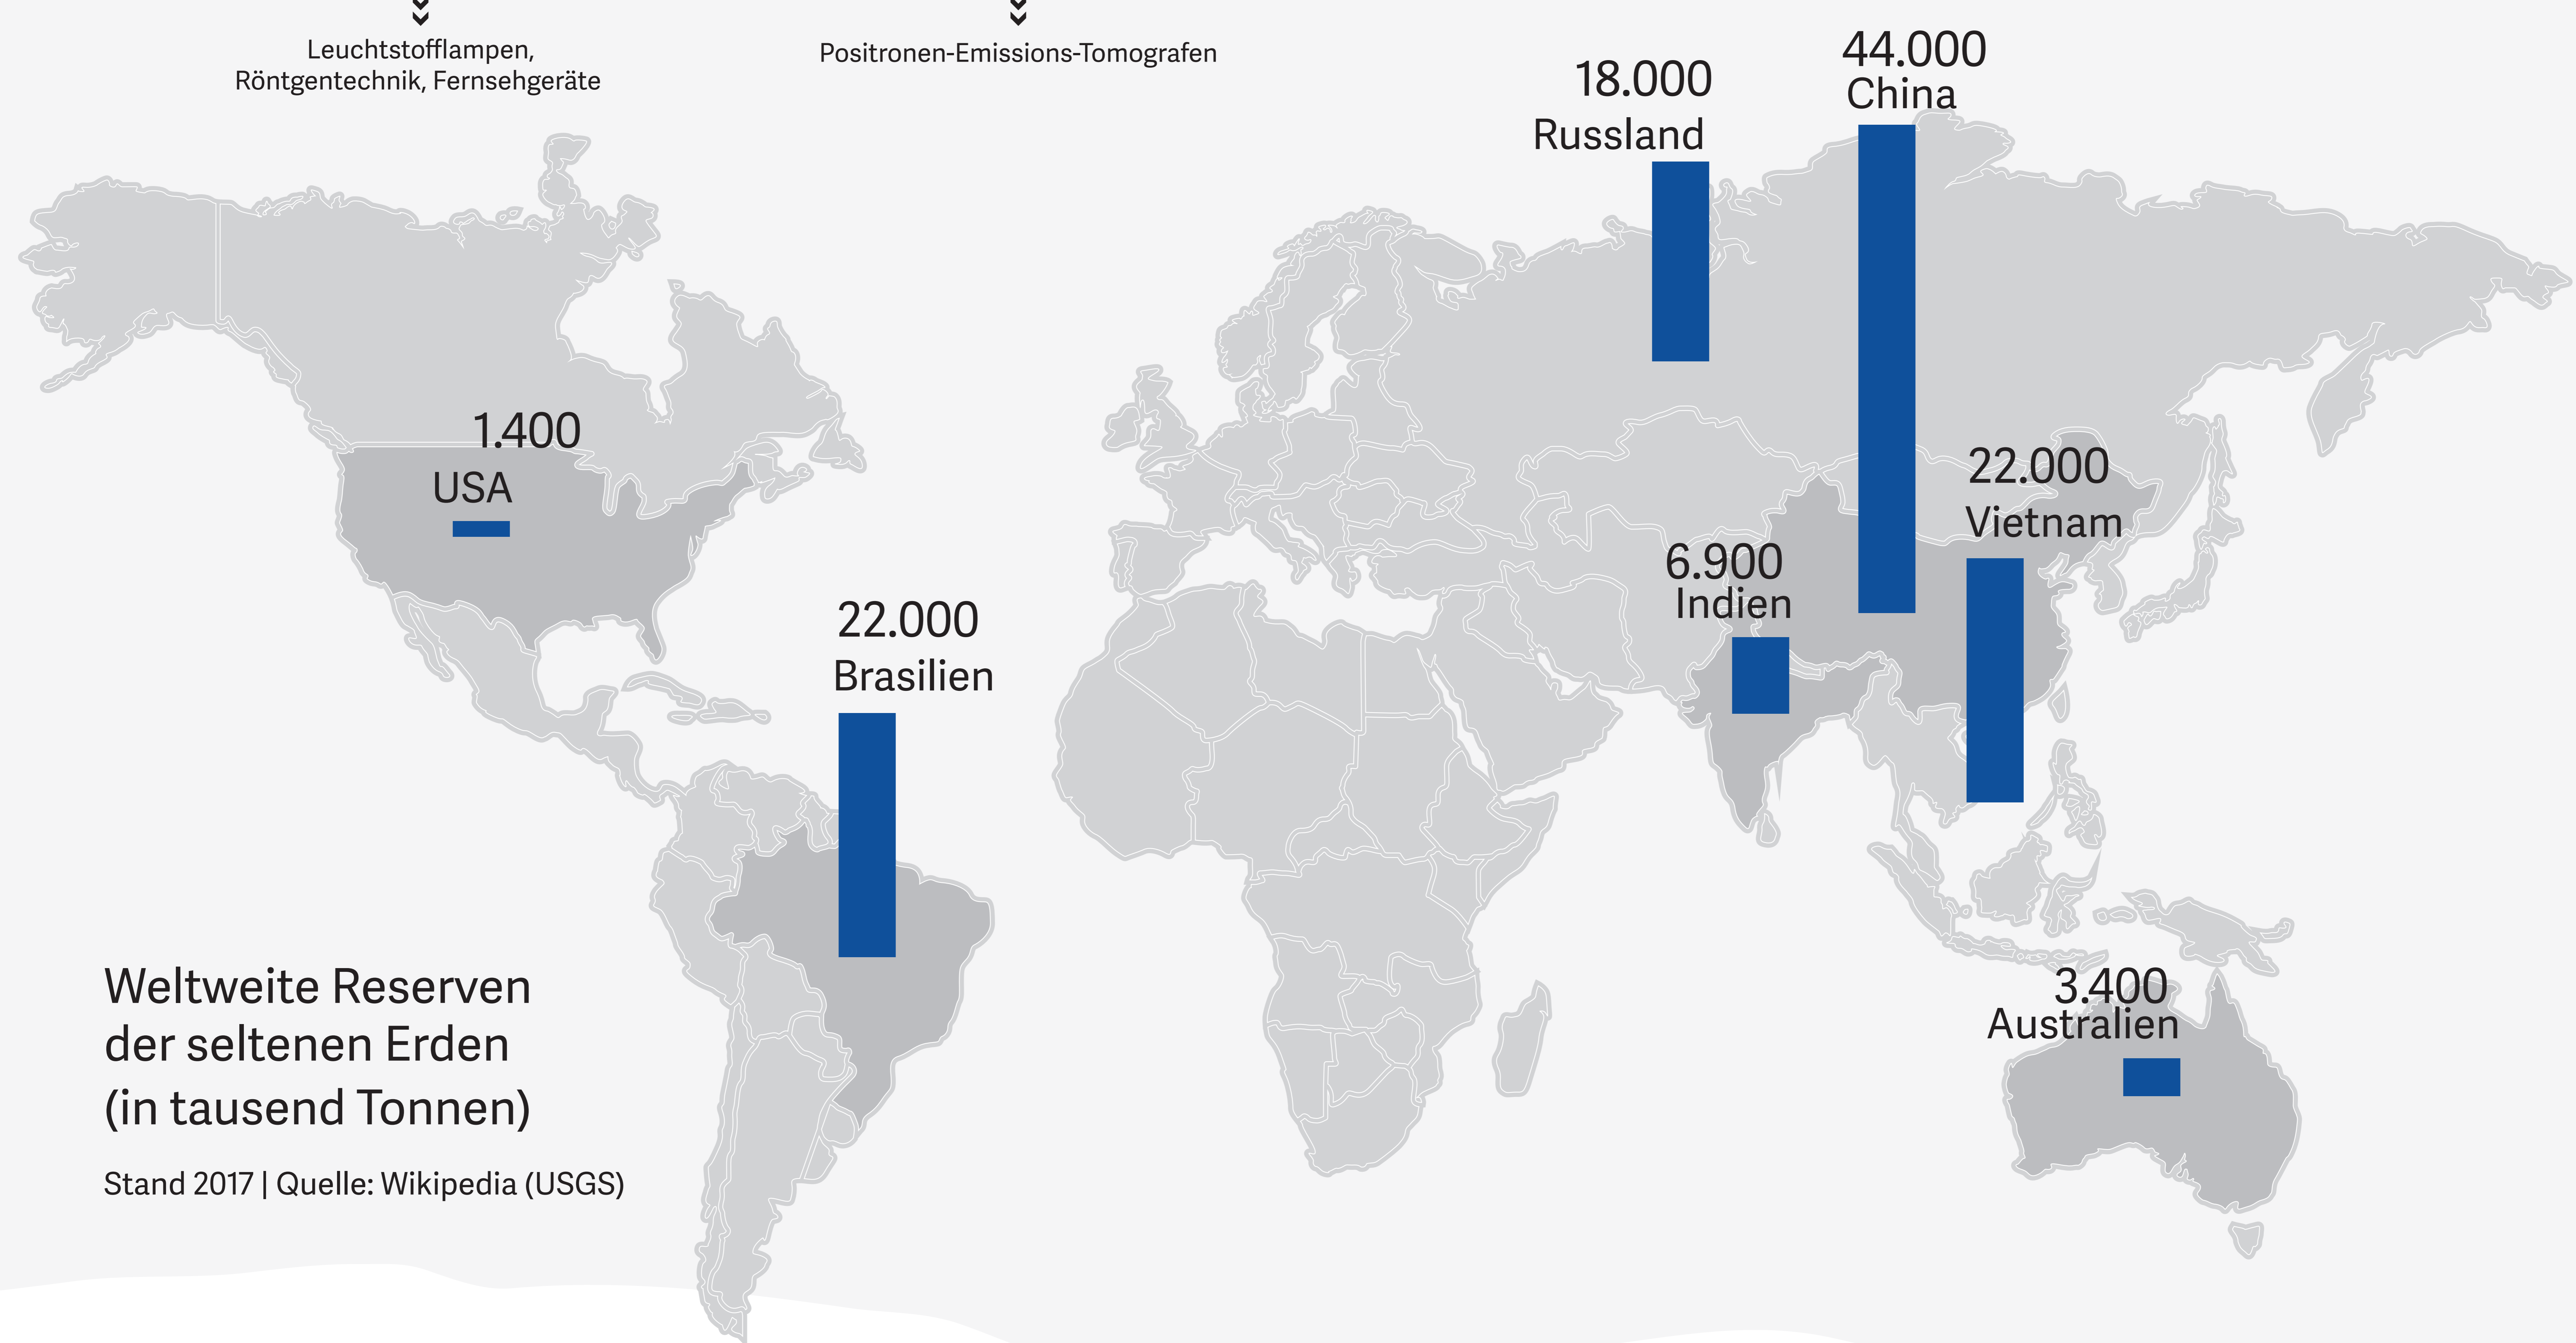 Leuchtstofflampen,
Röntgentechnik, Fernsehgeräte
Positronen-Emissions-Tomografen
44.000
China
18.000
Russland
1.400
USA
22.000
Vietnam
6.900
Indien
22.000
Brasilien
3.400
Australien
Weltweite Reserven
der seltenen Erden
(in tausend Tonnen)
Stand 2017 | Quelle: Wikipedia (USGS)